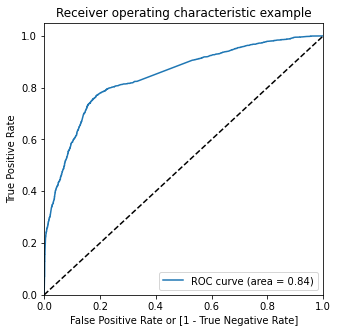 Receiver operating characteristic example
True Positive Rate
1.0
0.8
0.6
0.4
0.2
0.0
ROC curve (area = 0.84)
0.0 0.2 0.4 0.6 0.8 1.0
False Positive Rate or [1 - True Negative Rate]